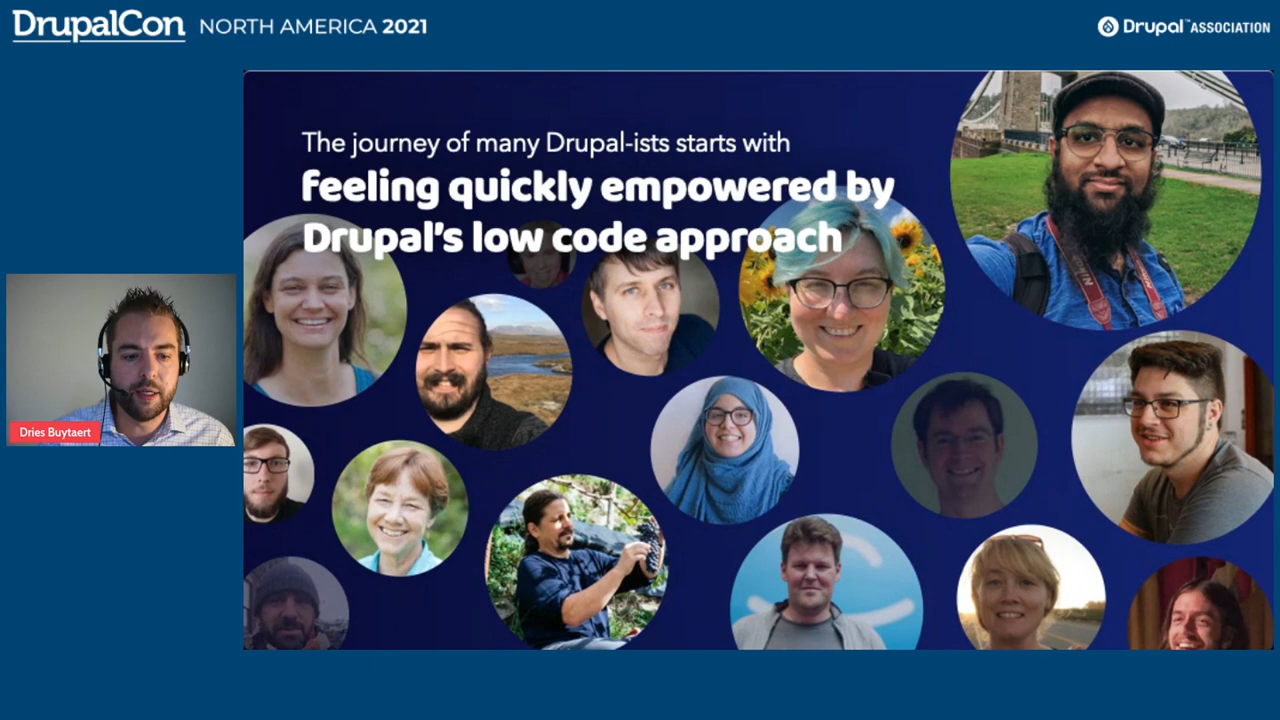 DrupalCon NORTH AMERICA 2021
Drupal™ ASSOCIATION
The journey of many Drupal-ists starts with
feeling quickly empowered by
Drupal's low code approach
Dries Buytaert